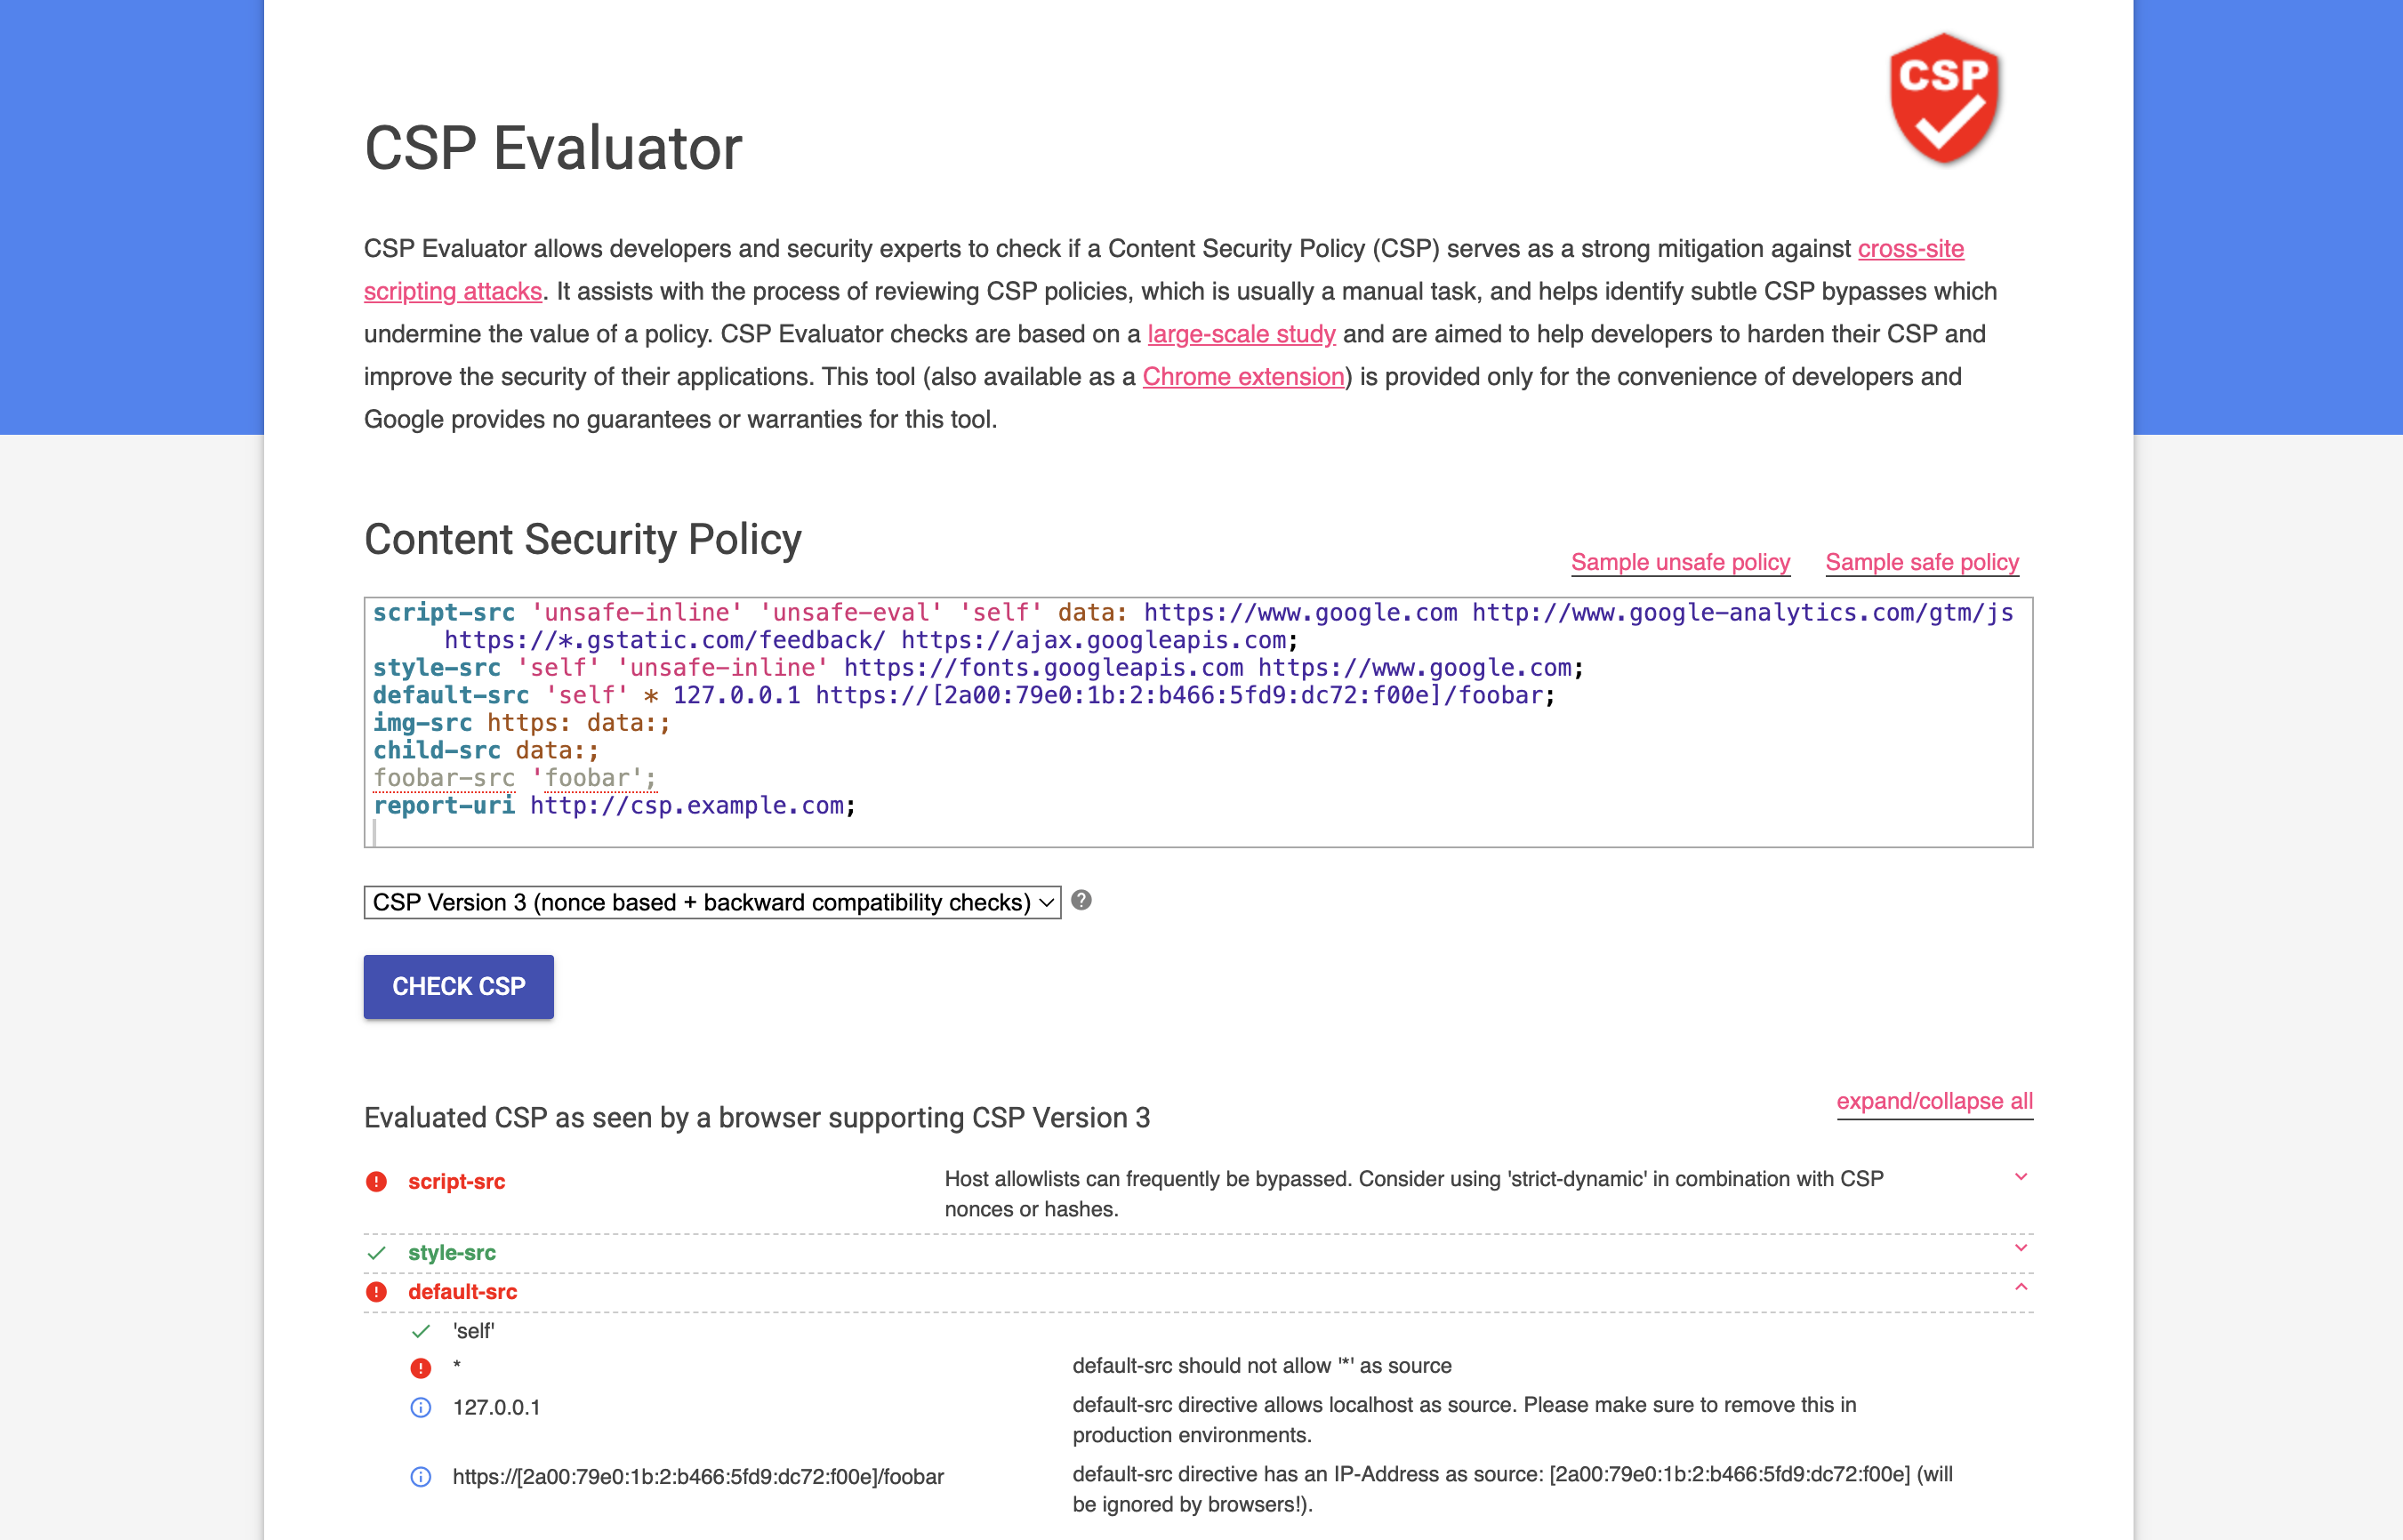 CSP
CSP Evaluator
CSP Evaluator allows developers and security experts to check if a Content Security Policy (CSP) serves as a strong mitigation against cross-site
scripting attacks. It assists with the process of reviewing CSP policies, which is usually a manual task, and helps identify subtle CSP bypasses which
undermine the value of a policy. CSP Evaluator checks are based on a large-scale study and are aimed to help developers to harden their CSP and
improve the security of their applications. This tool (also available as a Chrome extension) is provided only for the convenience of developers and
Google provides no guarantees or warranties for this tool.
Content Security Policy
Sample unsafe policy Sample safe policy
script-src 'unsafe-inline' 'unsafe-eval' 'self' data: https://www.google.com http://www.google-analytics.com/gtm/js
https://*.gstatic.com/feedback/ https://ajax.googleapis.com;
style-src 'self' 'unsafe-inline' https://fonts.googleapis.com https://www.google.com;
default-src 'self' * 127.0.0.1 https://[2a00:79e0:1b:2:b466:5fd9:dc72:f00e]/foobar;
img-src https: data:;
child-src data:;
foobar-src 'foobar';
report-uri http://csp.example.com;
CSP Version 3 (nonce based + backward compatibility checks)
?
CHECK CSP
expand/collapse all
Evaluated CSP as seen by a browser supporting CSP Version 3
script-src Host allowlists can frequently be bypassed. Consider using 'strict-dynamic' in combination with CSP
nonces or hashes.
style-src
default-src
'self'
* default-src should not allow '*' as source
127.0.0.1 default-src directive allows localhost as source. Please make sure to remove this in
production environments.
https://[2a00:79e0:1b:2:b466:5fd9:dc72:f00e]/foobar default-src directive has an IP-Address as source: [2a00:79e0:1b:2:b466:5fd9:dc72:f00e] (will
be ignored by browsers!).